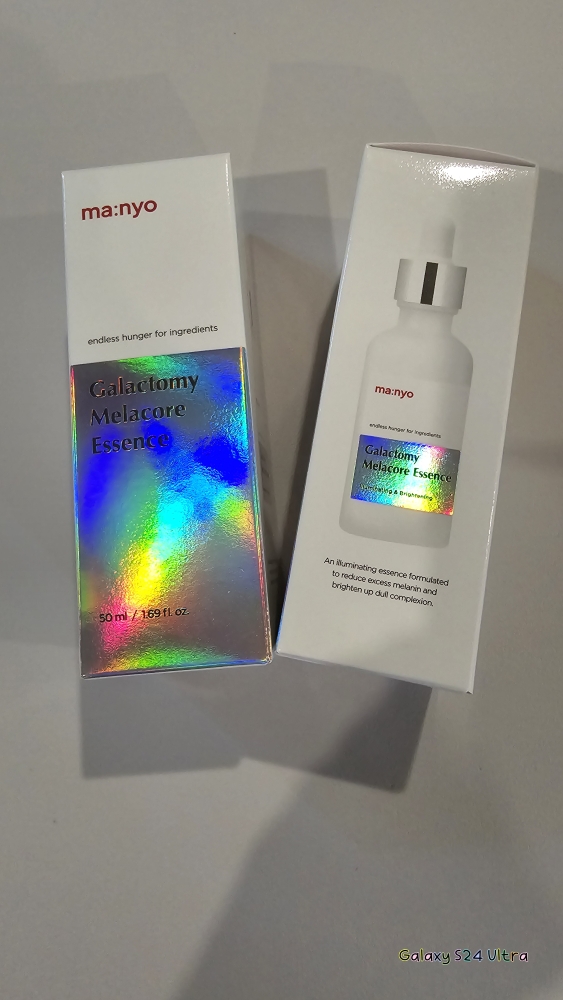 ma:nyo
endless hunger for ingredients
Galactomy
Melacore
Essence
50 ml / 1.69 fl. oz.
ma:nyo
endless hunger for ingredients
Galactomy
Melacore Essence
Illuminating & Brightening
An illuminating essence formulated
to reduce excess melanin and
brighten up dull complexion.
Galaxy S24 Ultra